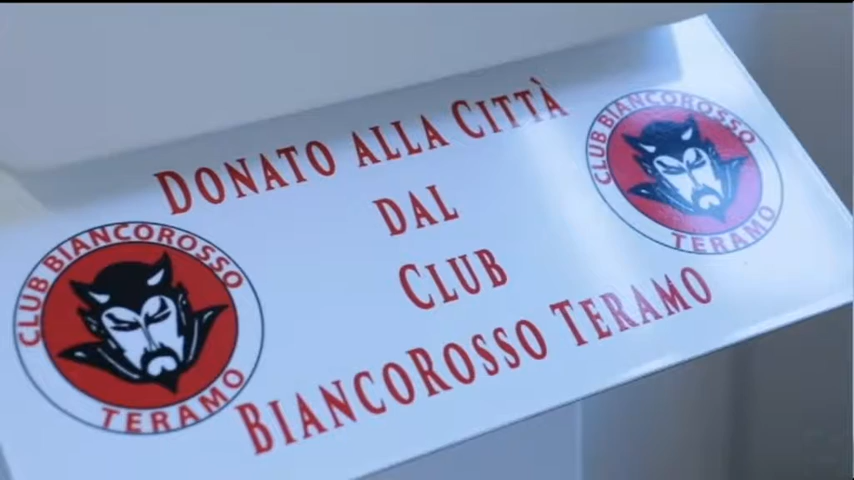 DONATO ALLA CITTÀ
DAL
CLUB
BIANCOROSSO TERAMO
CLUB BIANCOROSSO
TERAMO
CLUB BIANCOROSSO
TERAMO